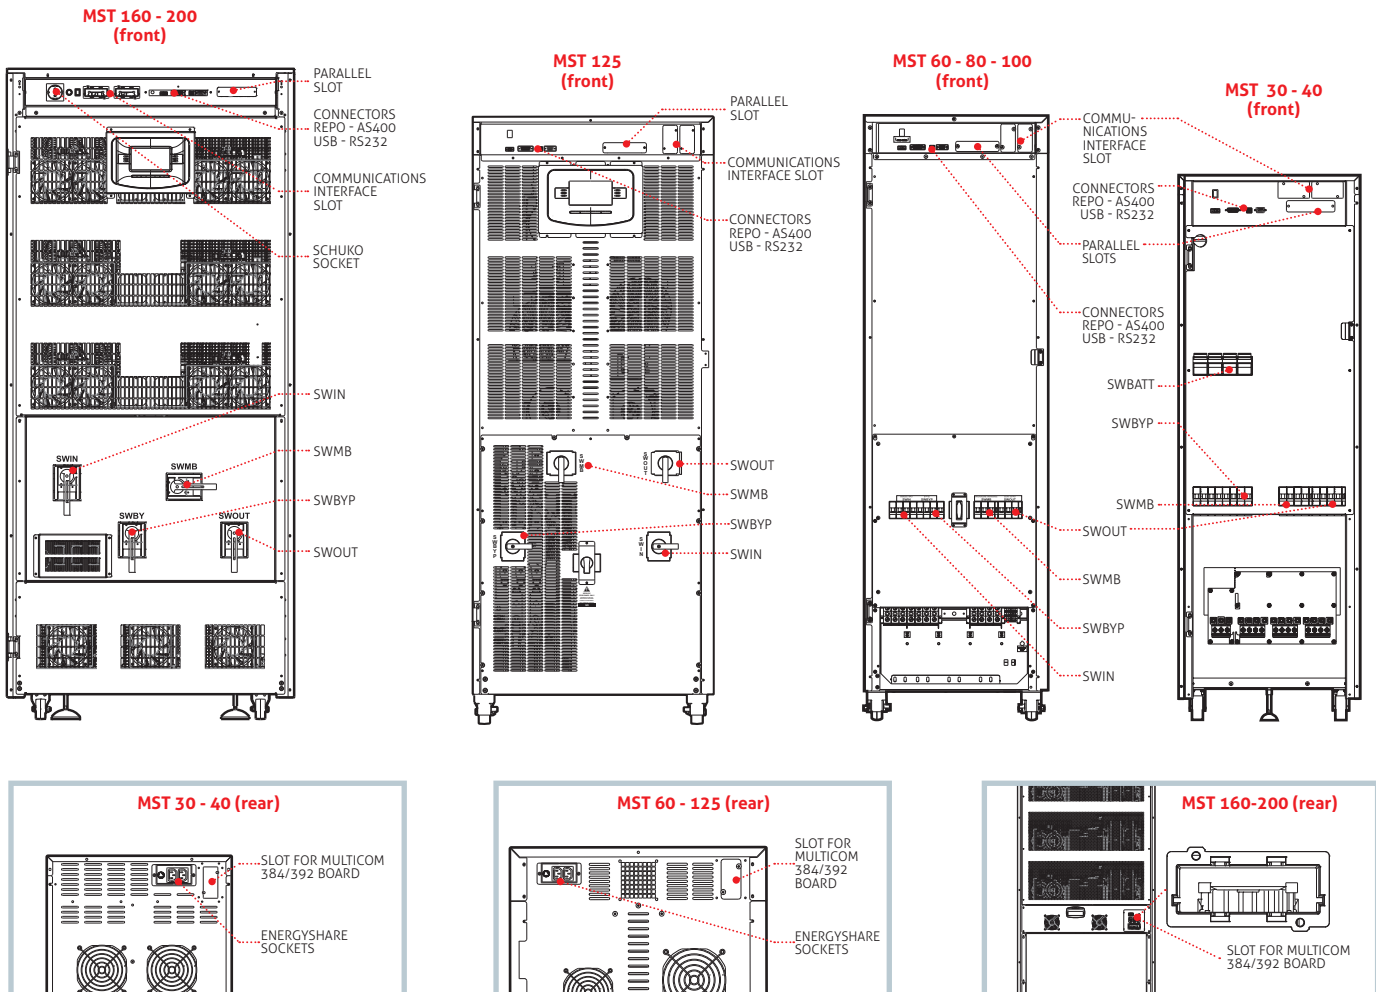 MST 160 - 200
(front)
PARALLEL
SLOT
CONNECTORS
REPO - AS400
USB - RS232
COMMUNICATIONS
INTERFACE
SLOT
SCHUKO
SOCKET
SWIN
SWMB
SWBYP
SWOUT
SWIN
SWMB
SWBY
SWOUT
MST 125
(front)
PARALLEL
SLOT
COMMUNICATIONS
INTERFACE SLOT
CONNECTORS
REPO - AS400
USB - RS232
SWOUT
SWMB
SWBYP
SWIN
SWMB
SWOUT
SWBYP
SWIN
MST 60 - 80 - 100
(front)
COMMU-
NICATIONS
INTERFACE
SLOT
CONNECTORS
REPO - AS400
USB - RS232
PARALLEL
SLOTS
CONNECTORS
REPO - AS400
USB - RS232
SWBATT
SWBYP
SWMB
SWOUT
SWMB
SWBYP
SWIN
MST 30 - 40
(front)
MST 30 - 40 (rear)
SLOT FOR MULTICOM
384/392 BOARD
ENERGYSHARE
SOCKETS
MST 60 - 125 (rear)
SLOT FOR
MULTICOM
384/392
BOARD
ENERGYSHARE
SOCKETS
MST 160-200 (rear)
SLOT FOR MULTICOM
384/392 BOARD